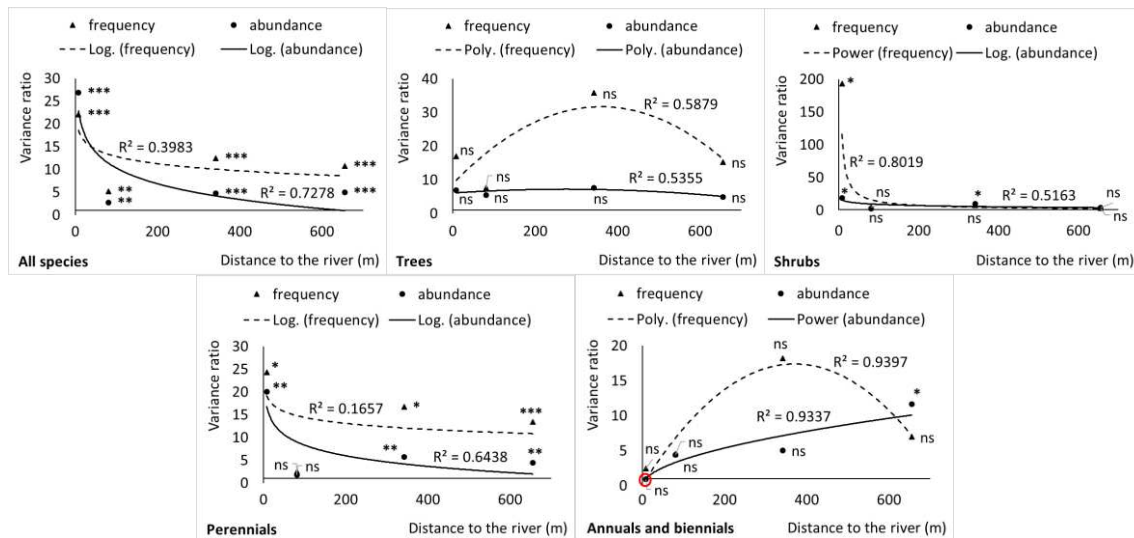 ▲ frequency ● abundance
- - - Log. (frequency) —— Log. (abundance)
Variance ratio
30
25
20
15
10
5
0
***
***
R² = 0.3983
**
**
***
***
R² = 0.7278
***
***
0 200 400 600
All species Distance to the river (m)
▲ frequency ● abundance
- - - Poly. (frequency) —— Poly. (abundance)
Variance ratio
40
30
20
10
0
ns
ns
R² = 0.5879
ns
ns
R² = 0.5355
ns
ns
ns
ns
0 200 400 600
Trees Distance to the river (m)
▲ frequency ● abundance
- - - Power (frequency) —— Log. (abundance)
Variance ratio
200
150
100
50
0
*
R² = 0.8019
*
ns
*
R² = 0.5163
ns
ns
ns
ns
0 200 400 600
Shrubs Distance to the river (m)
▲ frequency ● abundance
- - - Log. (frequency) —— Log. (abundance)
Variance ratio
30
25
20
15
10
5
0
*
**
R² = 0.1657
*
***
ns ns
**
R² = 0.6438
**
0 200 400 600
Perennials Distance to the river (m)
▲ frequency ● abundance
- - - Poly. (frequency) —— Power (abundance)
Variance ratio
20
15
10
5
0
ns
R² = 0.9397
*
R² = 0.9337
ns
ns
ns
ns
ns
ns
0 200 400 600
Annuals and biennials Distance to the river (m)